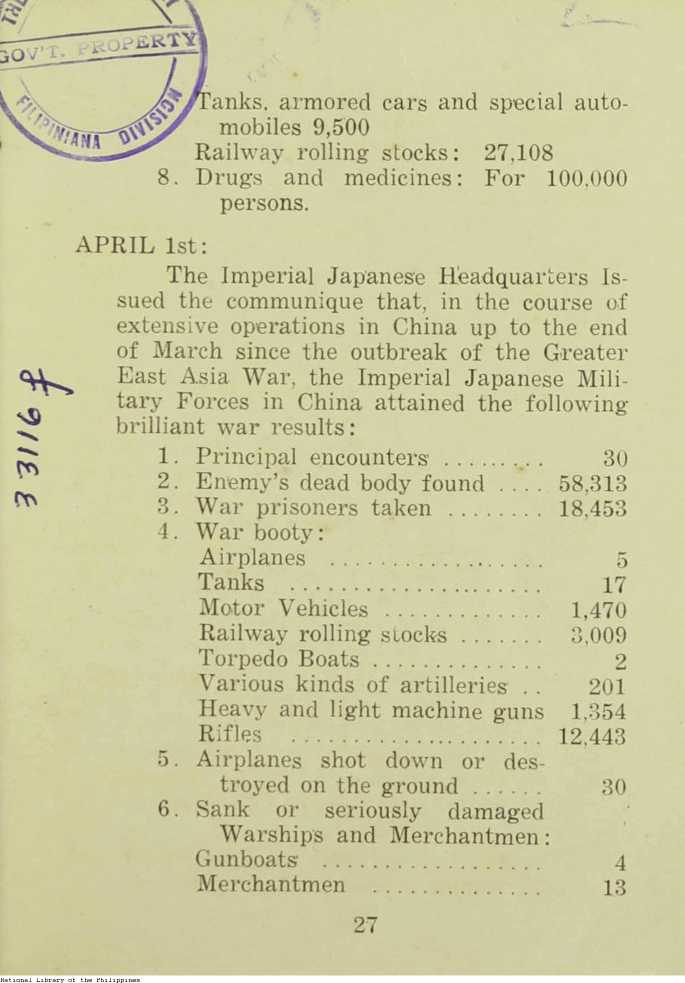 GOV'T. PROPERTY
FILIPINIANA DIVISION
Tanks, armored cars and special auto-
mobiles 9,500
Railway rolling stocks: 27,108
8. Drugs and medicines: For 100,000
persons.
APRIL 1st:
The Imperial Japanese Headquarters Is-
sued the communique that, in the course of
extensive operations in China up to the end
of March since the outbreak of the Greater
East Asia War, the Imperial Japanese Mili-
tary Forces in China attained the following
brilliant war results:
33116 f
1. Principal encounters ......... 30
2. Enemy's dead body found .... 58,313
3. War prisoners taken ........ 18,453
4. War booty:
Airplanes .................. 5
Tanks ...................... 17
Motor Vehicles ............. 1,470
Railway rolling stocks ....... 3,009
Torpedo Boats .............. 2
Various kinds of artilleries .. 201
Heavy and light machine guns 1,354
Rifles ..................... 12,443
5. Airplanes shot down or des-
troyed on the ground ...... 30
6. Sank or seriously damaged
Warships and Merchantmen:
Gunboats .................. 4
Merchantmen .............. 13
27
National Library of the Philippines